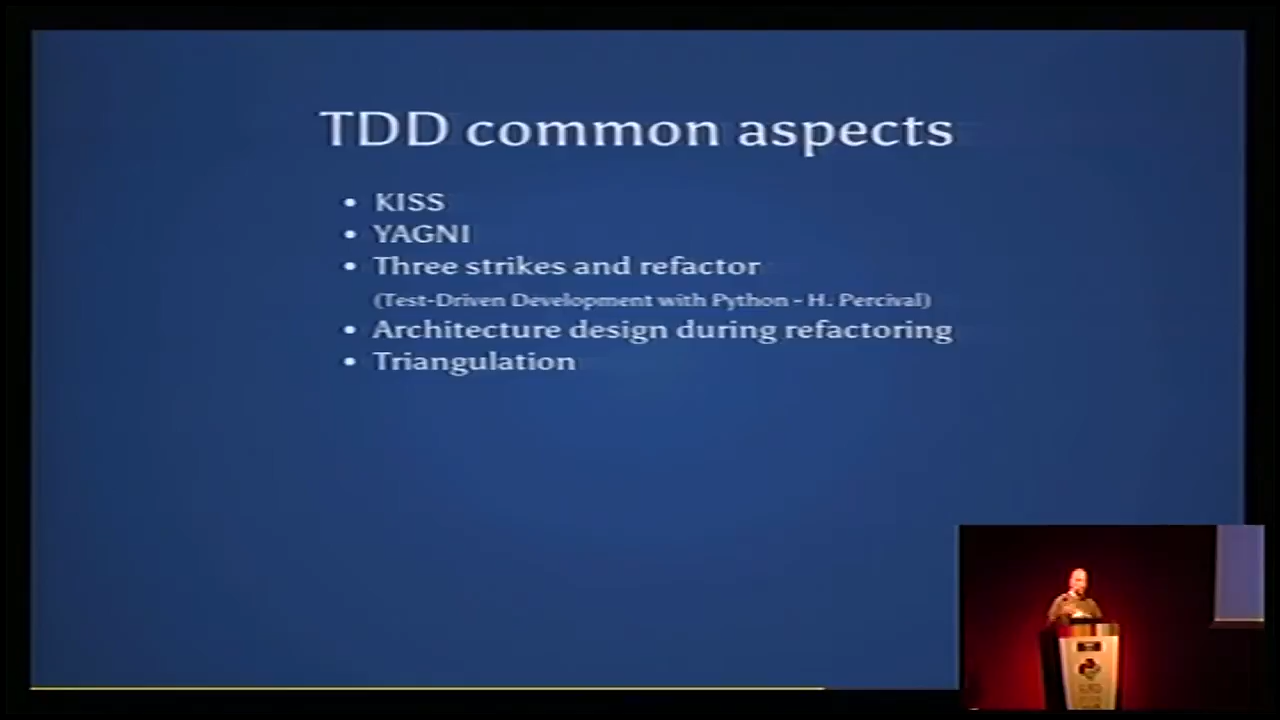 TDD common aspects
• KISS
• YAGNI
• Three strikes and refactor
(Test-Driven Development with Python - H. Percival)
• Architecture design during refactoring
• Triangulation